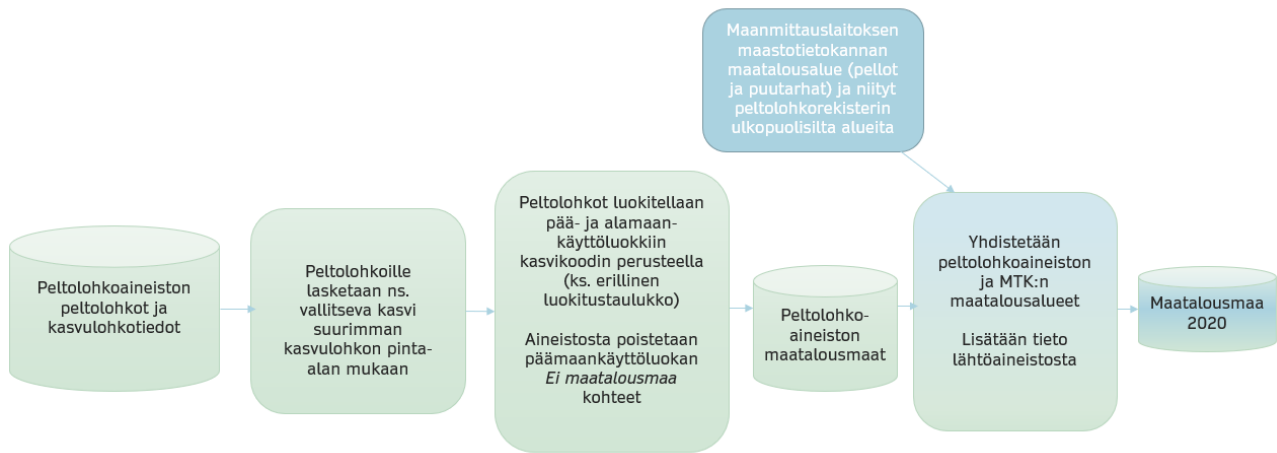 Maanmittauslaitoksen
maastotietokannan
maatalousalue (pellot
ja puutarhat) ja niityt
peltolohkorekisterin
ulkopuolisilta alueita
Peltolohkoaineiston
peltolohkot ja
kasvulohkotiedot
Peltolohkoille
lasketaan ns.
vallitseva kasvi
suurimman
kasvulohkon pinta-
alan mukaan
Peltolohkot luokitellaan
pää- ja alamaan-
käyttöluokkiin
kasvikoodin perusteella
(ks. erillinen
luokitustaulukko)
Aineistosta poistetaan
päämaankäyttöluokan
Ei maatalousmaa
kohteet
Peltolohko-
aineiston
maatalousmaat
Yhdistetään
peltolohkoaineiston
ja MTK:n
maatalousalueet
Lisätään tieto
lähtöaineistosta
Maatalousmaa
2020